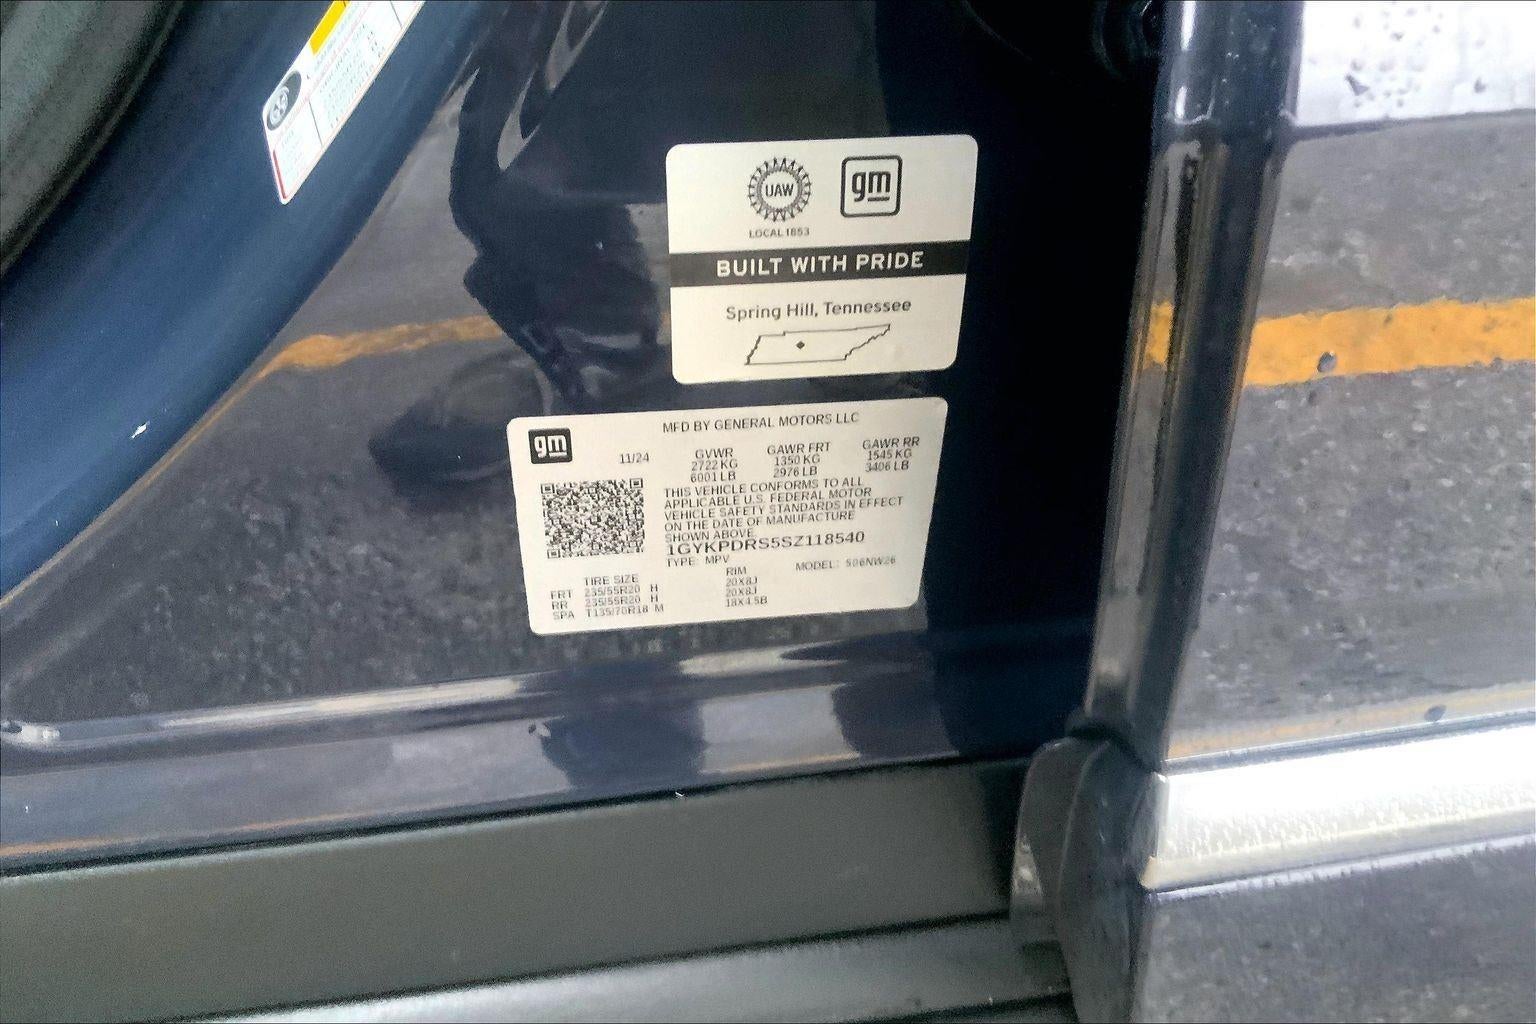 UAW
gm
LOCAL 1853
BUILT WITH PRIDE
Spring Hill, Tennessee
gm
MFD BY GENERAL MOTORS LLC
11/24
GVWR GAWR FRT GAWR RR
2722 KG 1350 KG 1545 KG
6001 LB 2976 LB 3406 LB
THIS VEHICLE CONFORMS TO ALL
APPLICABLE U.S. FEDERAL MOTOR
VEHICLE SAFETY STANDARDS IN EFFECT
ON THE DATE OF MANUFACTURE
SHOWN ABOVE.
1GYKPDRS5SZ118540
TYPE: MPV MODEL: 506NW26
TIRE SIZE RIM
FRT 235/55R20 H 20X8J
RR 235/55R20 H 20X8J
SPA T135/70R18 M 18X4.5B